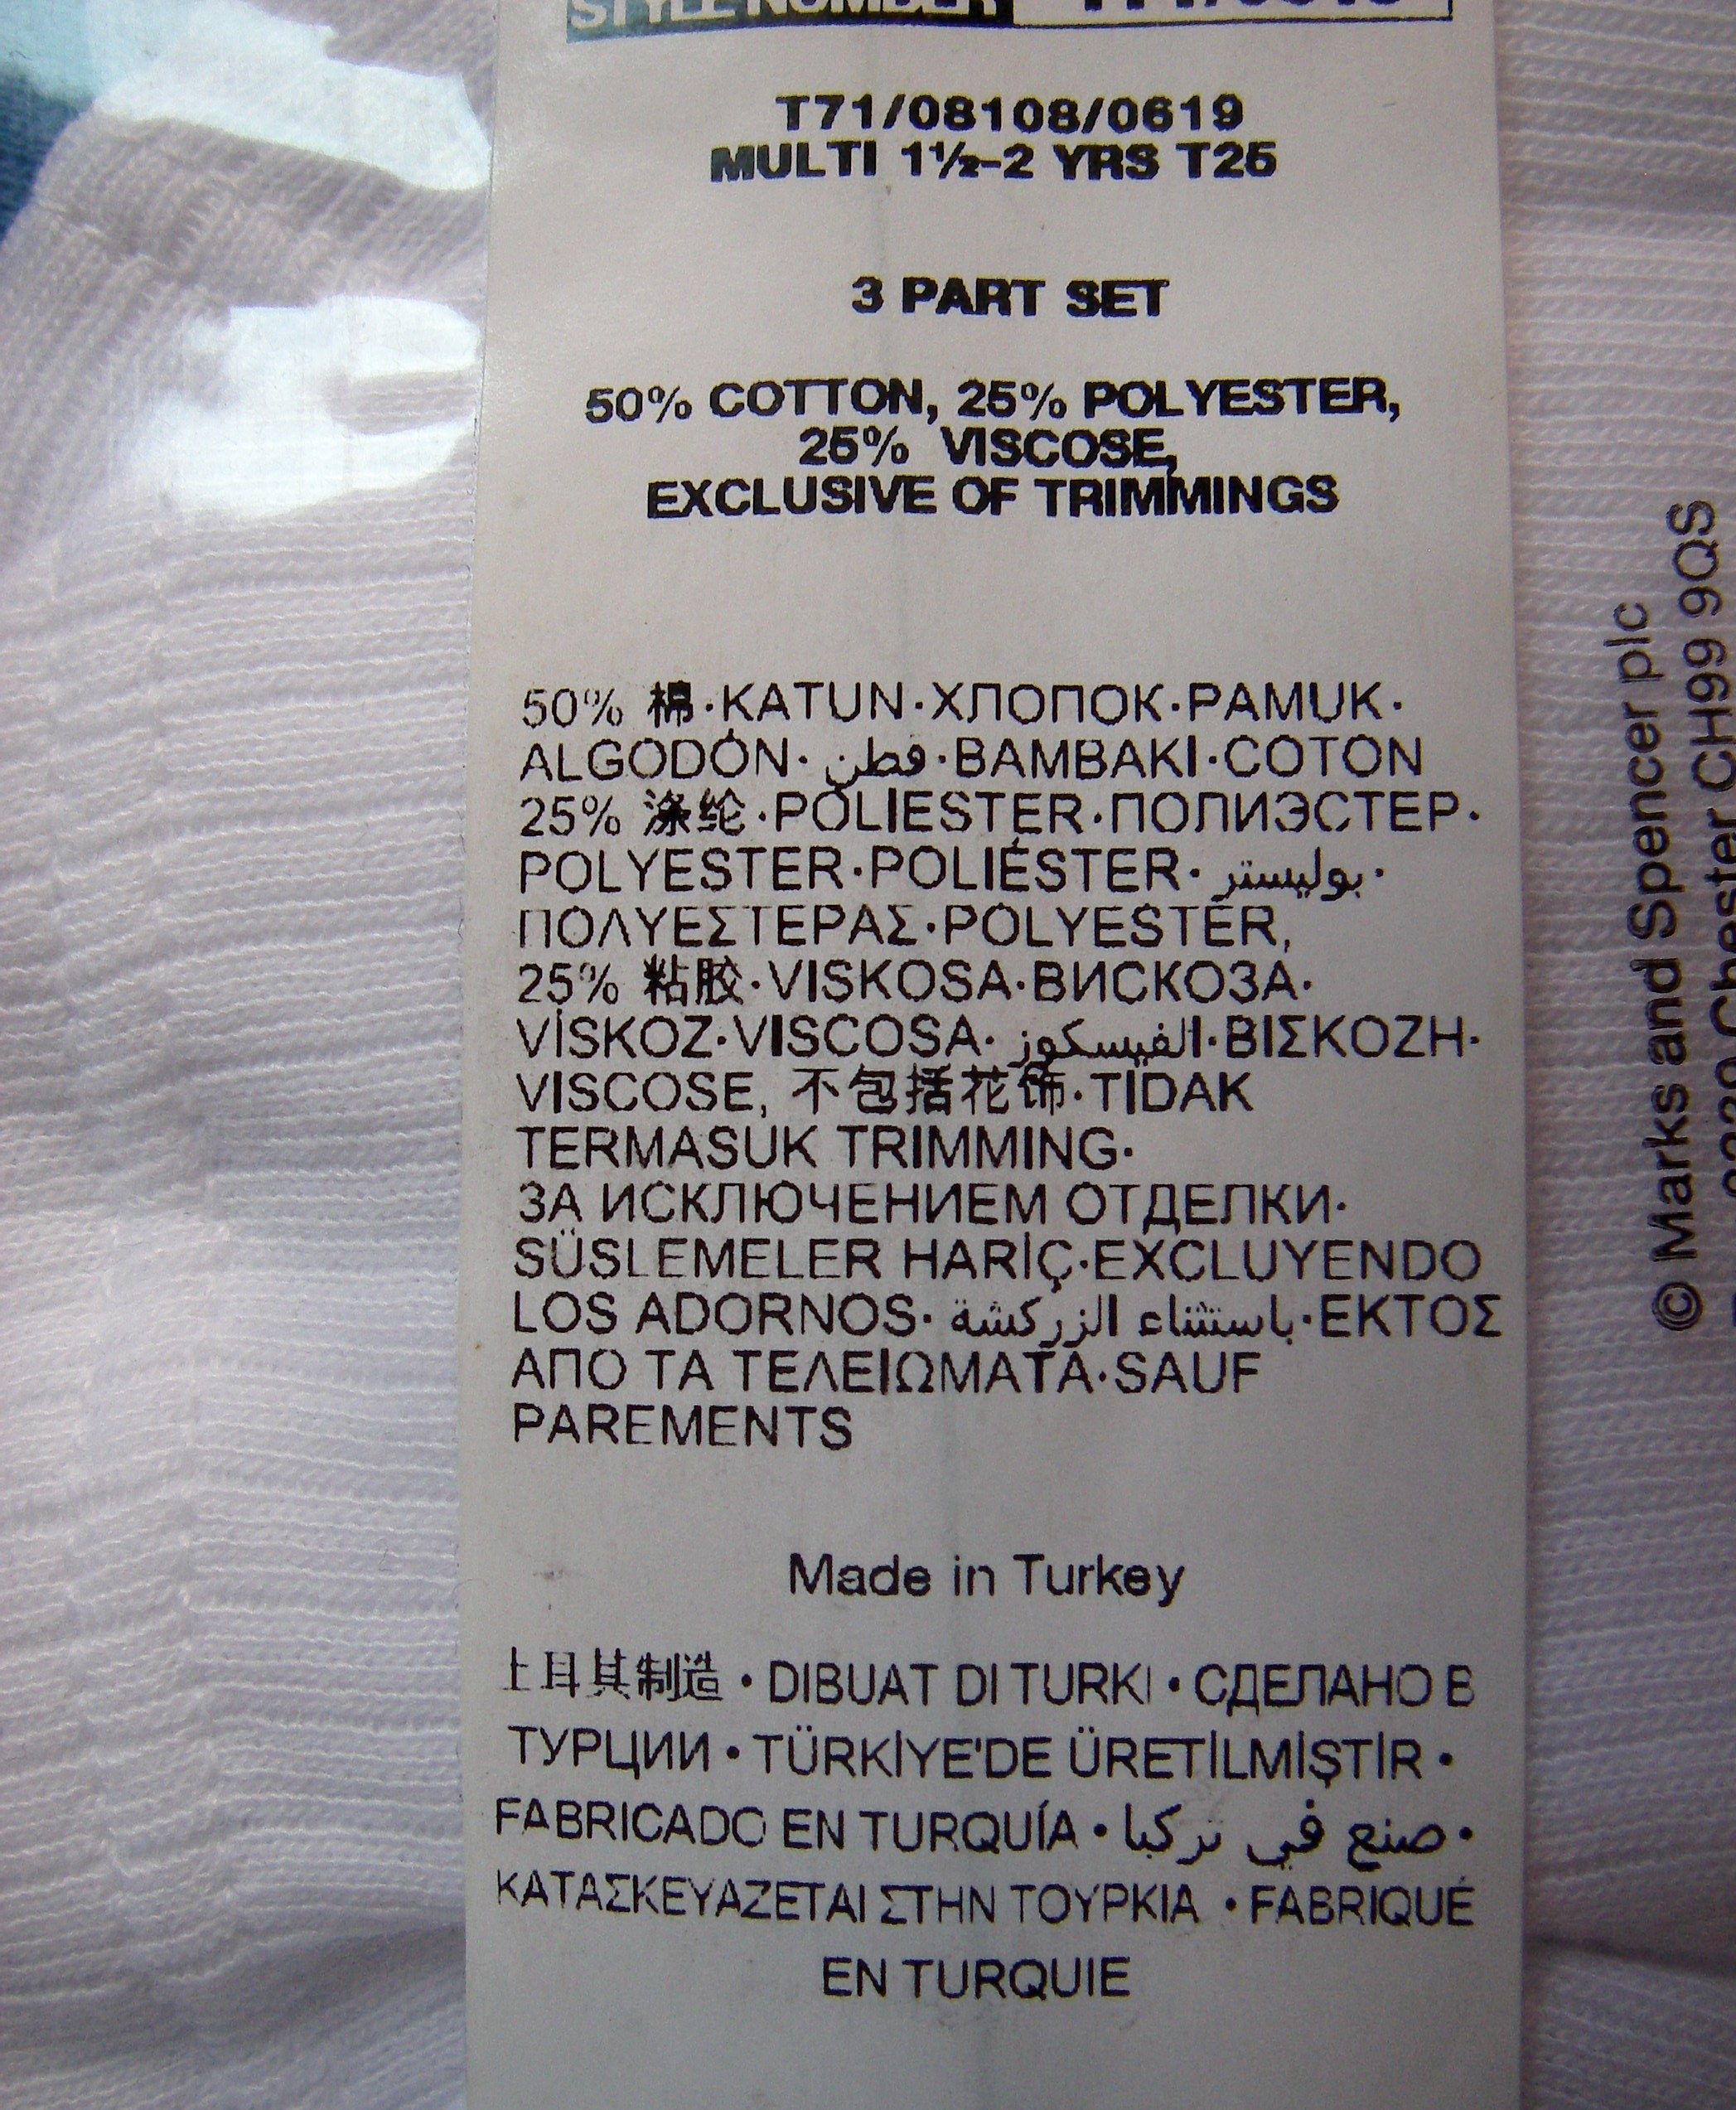 STYLE NUMBER
T71/08108/0619
MULTI 1½-2 YRS T25
3 PART SET
50% COTTON, 25% POLYESTER,
25% VISCOSE,
EXCLUSIVE OF TRIMMINGS
50% 棉·KATUN·ХЛОПОК·PAMUK·
ALGODÓN· قطن ·BAMBAKI·COTON
25% 涤纶·POLIESTER·ПОЛИЭСТЕР·
POLYESTER·POLIÉSTER· بوليستر ·
ΠΟΛΥΕΣΤΕΡΑΣ·POLYESTER,
25% 粘胶·VISKOSA·ВИСКОЗА·
VİSKOZ·VISCOSA· الفيسكوز·ΒΙΣΚΟΖΗ·
VISCOSE, 不包括花饰·TIDAK
TERMASUK TRIMMING·
ЗА ИСКЛЮЧЕНИЕМ ОТДЕЛКИ·
SÜSLEMELER HARİÇ·EXCLUYENDO
LOS ADORNOS· باستثناء الزركشة·ΕΚΤΟΣ
ΑΠΟ ΤΑ ΤΕΛΕΙΩΜΑΤΑ·SAUF
PAREMENTS
Made in Turkey
土耳其制造 • DIBUAT DI TURKI • СДЕЛАНО В
ТУРЦИИ • TÜRKİYE'DE ÜRETİLMİŞTİR •
FABRICADO EN TURQUÍA • صنع في تركيا •
ΚΑΤΑΣΚΕΥΑΖΕΤΑΙ ΣΤΗΝ ΤΟΥΡΚΙΑ • FABRIQUÉ
EN TURQUIE
© Marks and Spencer plc
Chester CH99 9QS